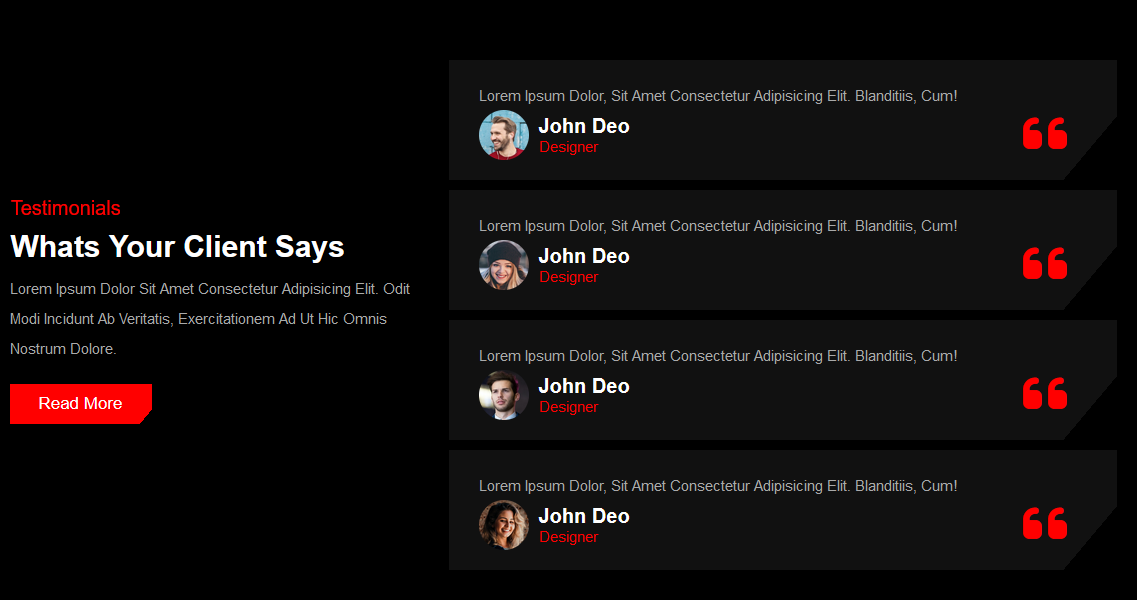 Testimonials
Whats Your Client Says
Lorem Ipsum Dolor Sit Amet Consectetur Adipisicing Elit. Odit
Modi Incidunt Ab Veritatis, Exercitationem Ad Ut Hic Omnis
Nostrum Dolore.
Read More
Lorem Ipsum Dolor, Sit Amet Consectetur Adipisicing Elit. Blanditiis, Cum!
John Deo
Designer
Lorem Ipsum Dolor, Sit Amet Consectetur Adipisicing Elit. Blanditiis, Cum!
John Deo
Designer
Lorem Ipsum Dolor, Sit Amet Consectetur Adipisicing Elit. Blanditiis, Cum!
John Deo
Designer
Lorem Ipsum Dolor, Sit Amet Consectetur Adipisicing Elit. Blanditiis, Cum!
John Deo
Designer